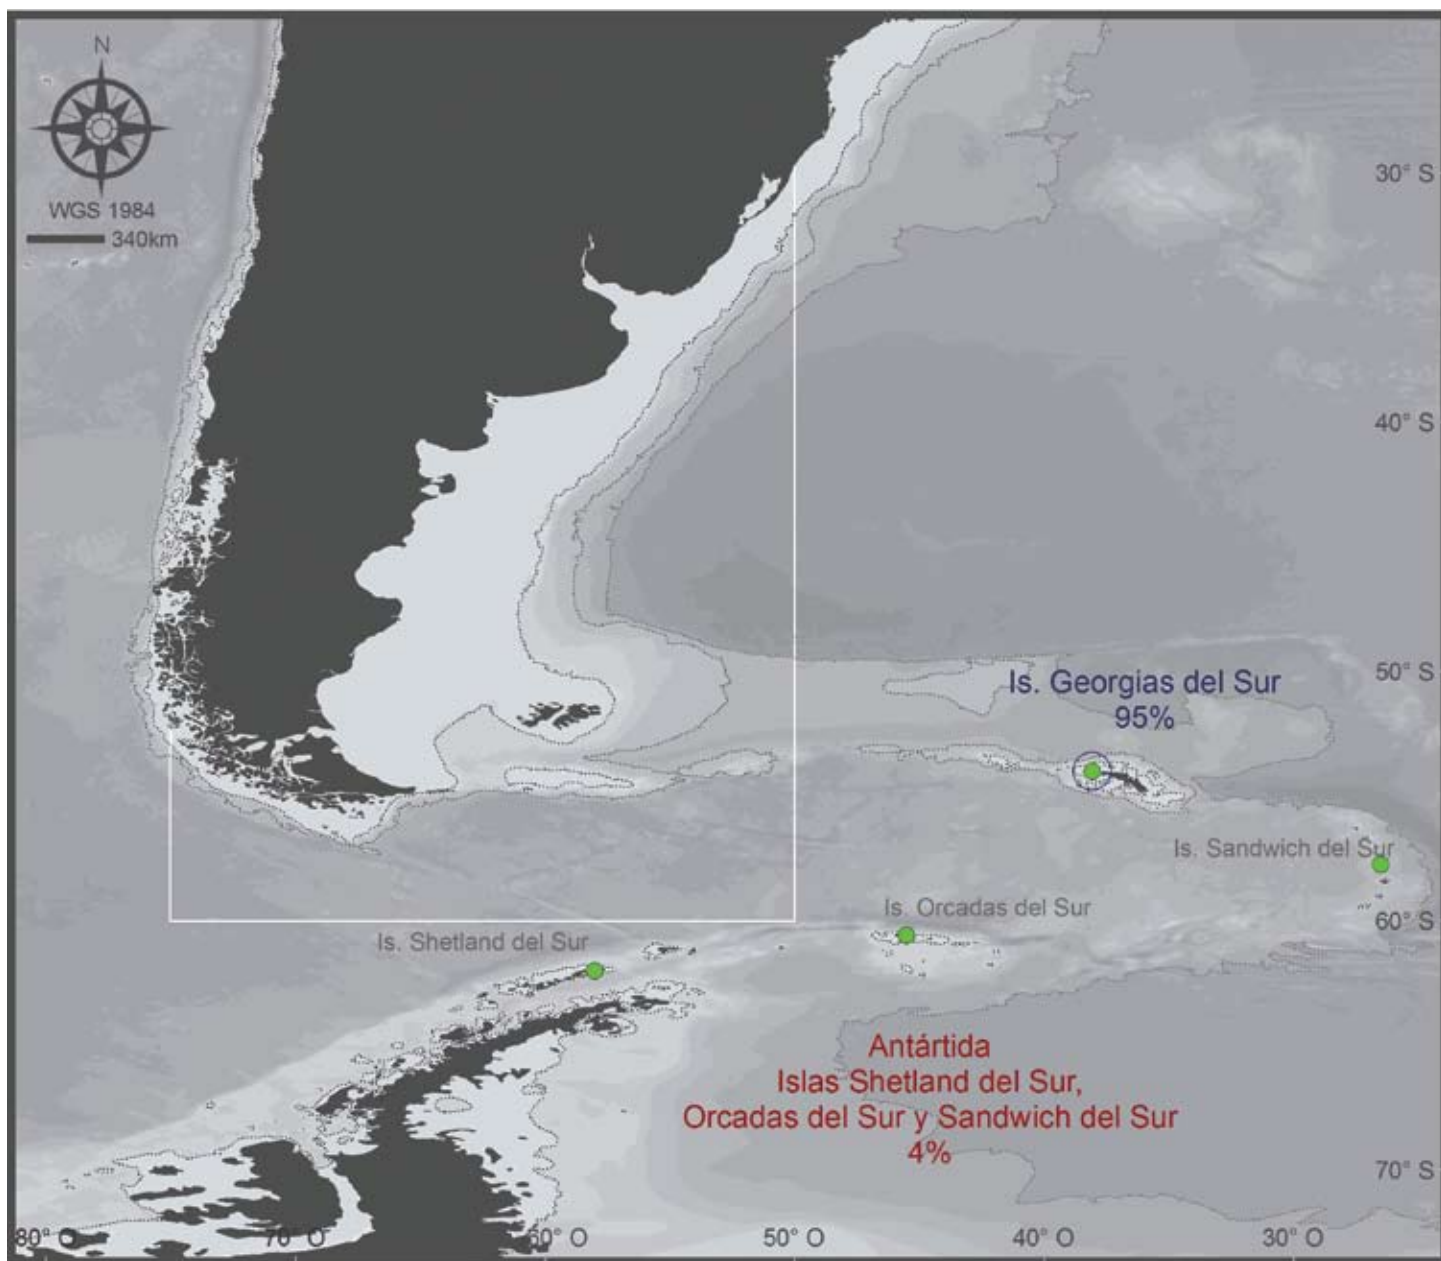 N
WGS 1984
340km
30° S
40° S
50° S
Is. Georgias del Sur
95%
Is. Sandwich del Sur
Is. Orcadas del Sur
60° S
Is. Shetland del Sur
Antártida
Islas Shetland del Sur,
Orcadas del Sur y Sandwich del Sur
4%
70° S
80° O 70° O 60° O 50° O 40° O 30° O